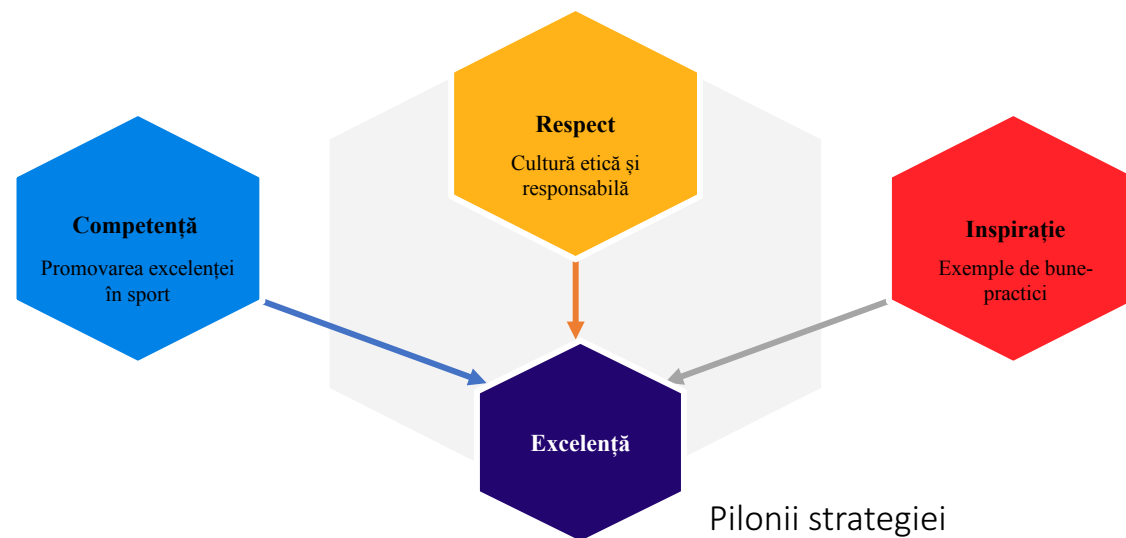 Respect
Cultură etică și
responsabilă
Competență
Promovarea excelenței
în sport
Inspirație
Exemple de bune-
practici
Excelență
Pilonii strategiei